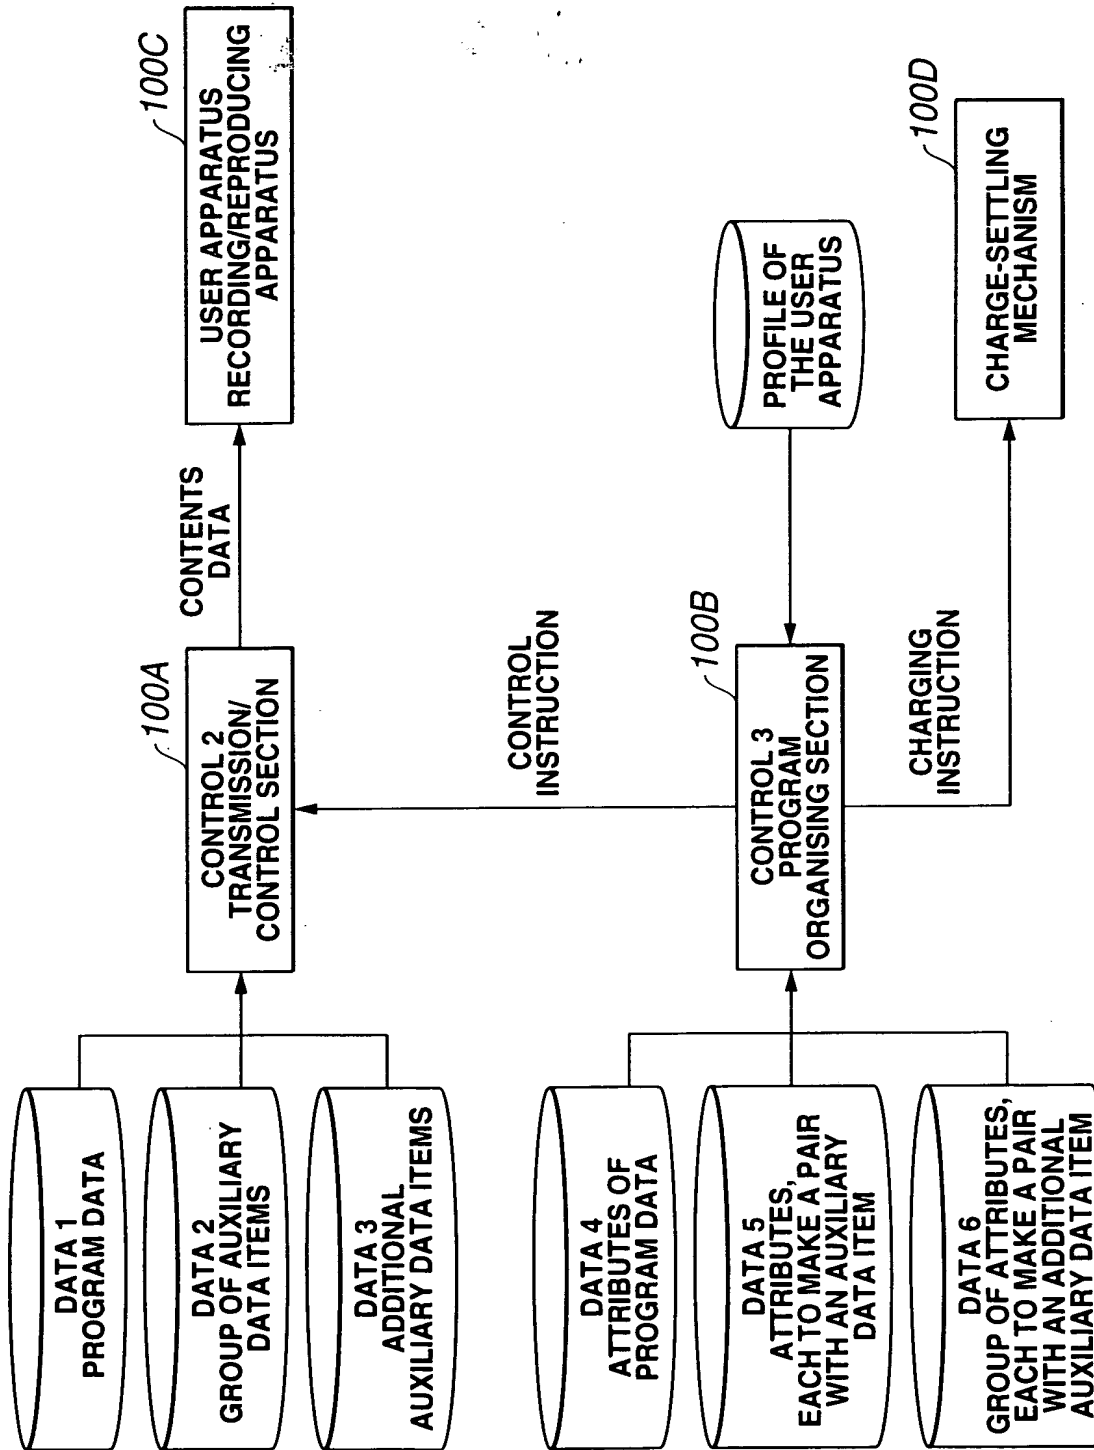 DATA 1
PROGRAM DATA
DATA 2
GROUP OF AUXILIARY
DATA ITEMS
DATA 3
ADDITIONAL
AUXILIARY DATA ITEMS
100A
CONTROL 2
TRANSMISSION/
CONTROL SECTION
CONTENTS
DATA
100C
USER APPARATUS
RECORDING/REPRODUCING
APPARATUS
CONTROL
INSTRUCTION
DATA 4
ATTRIBUTES OF
PROGRAM DATA
DATA 5
ATTRIBUTES,
EACH TO MAKE A PAIR
WITH AN AUXILIARY
DATA ITEM
DATA 6
GROUP OF ATTRIBUTES,
EACH TO MAKE A PAIR
WITH AN ADDITIONAL
AUXILIARY DATA ITEM
100B
CONTROL 3
PROGRAM
ORGANISING SECTION
PROFILE OF
THE USER
APPARATUS
CHARGING
INSTRUCTION
100D
CHARGE-SETTLING
MECHANISM